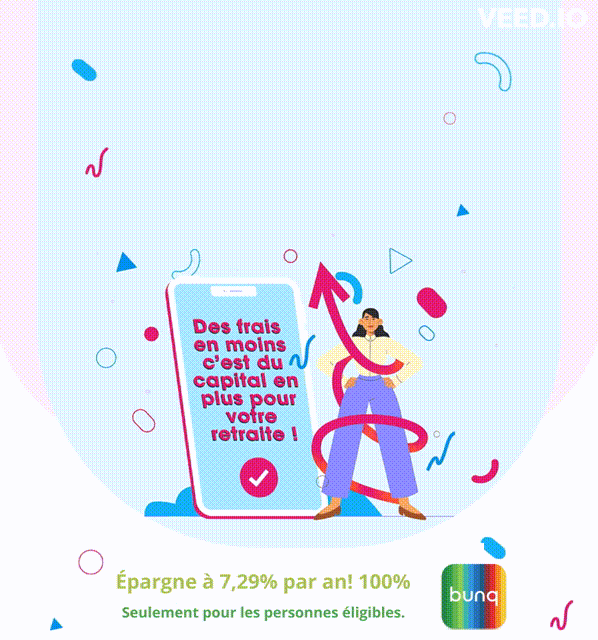 VEED.IO
Des frais
en moins
c'est du
capital en
plus pour
votre
retraite !
Épargne à 7,29% par an! 100%
Seulement pour les personnes éligibles.
bunq